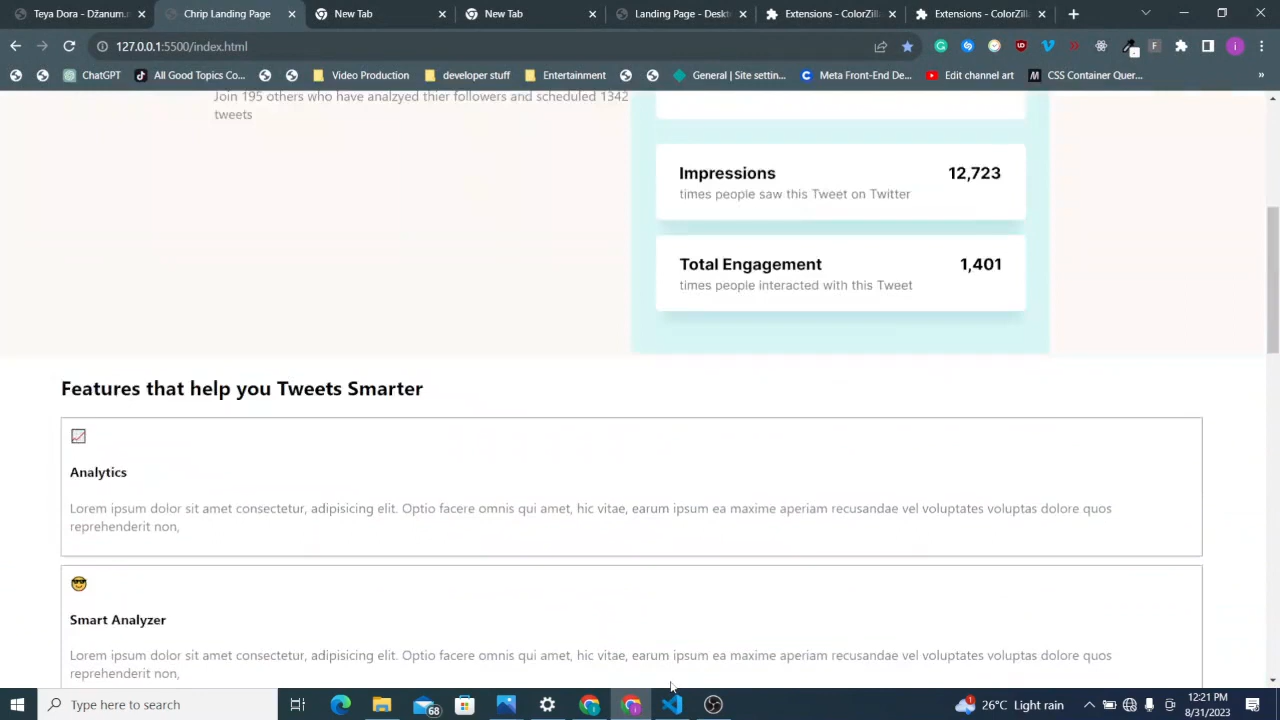 Teya Dora - Džanum.m
Chrip Landing Page
New Tab
New Tab
Landing Page - Deskt
Extensions - ColorZill
Extensions - ColorZill
127.0.0.1:5500/index.html
ChatGPT
All Good Topics Co...
Video Production
developer stuff
Entertainment
General | Site settin...
Meta Front-End De...
Edit channel art
CSS Container Quer...
»
Join 195 others who have analzyed thier followers and scheduled 1342
tweets
Impressions 12,723
times people saw this Tweet on Twitter
Total Engagement 1,401
times people interacted with this Tweet
Features that help you Tweets Smarter
Analytics
Lorem ipsum dolor sit amet consectetur, adipisicing elit. Optio facere omnis qui amet, hic vitae, earum ipsum ea maxime aperiam recusandae vel voluptates voluptas dolore quos
reprehenderit non,
Smart Analyzer
Lorem ipsum dolor sit amet consectetur, adipisicing elit. Optio facere omnis qui amet, hic vitae, earum ipsum ea maxime aperiam recusandae vel voluptates voluptas dolore quos
reprehenderit non,
Type here to search
68
1
26°C Light rain
12:21 PM
8/31/2023